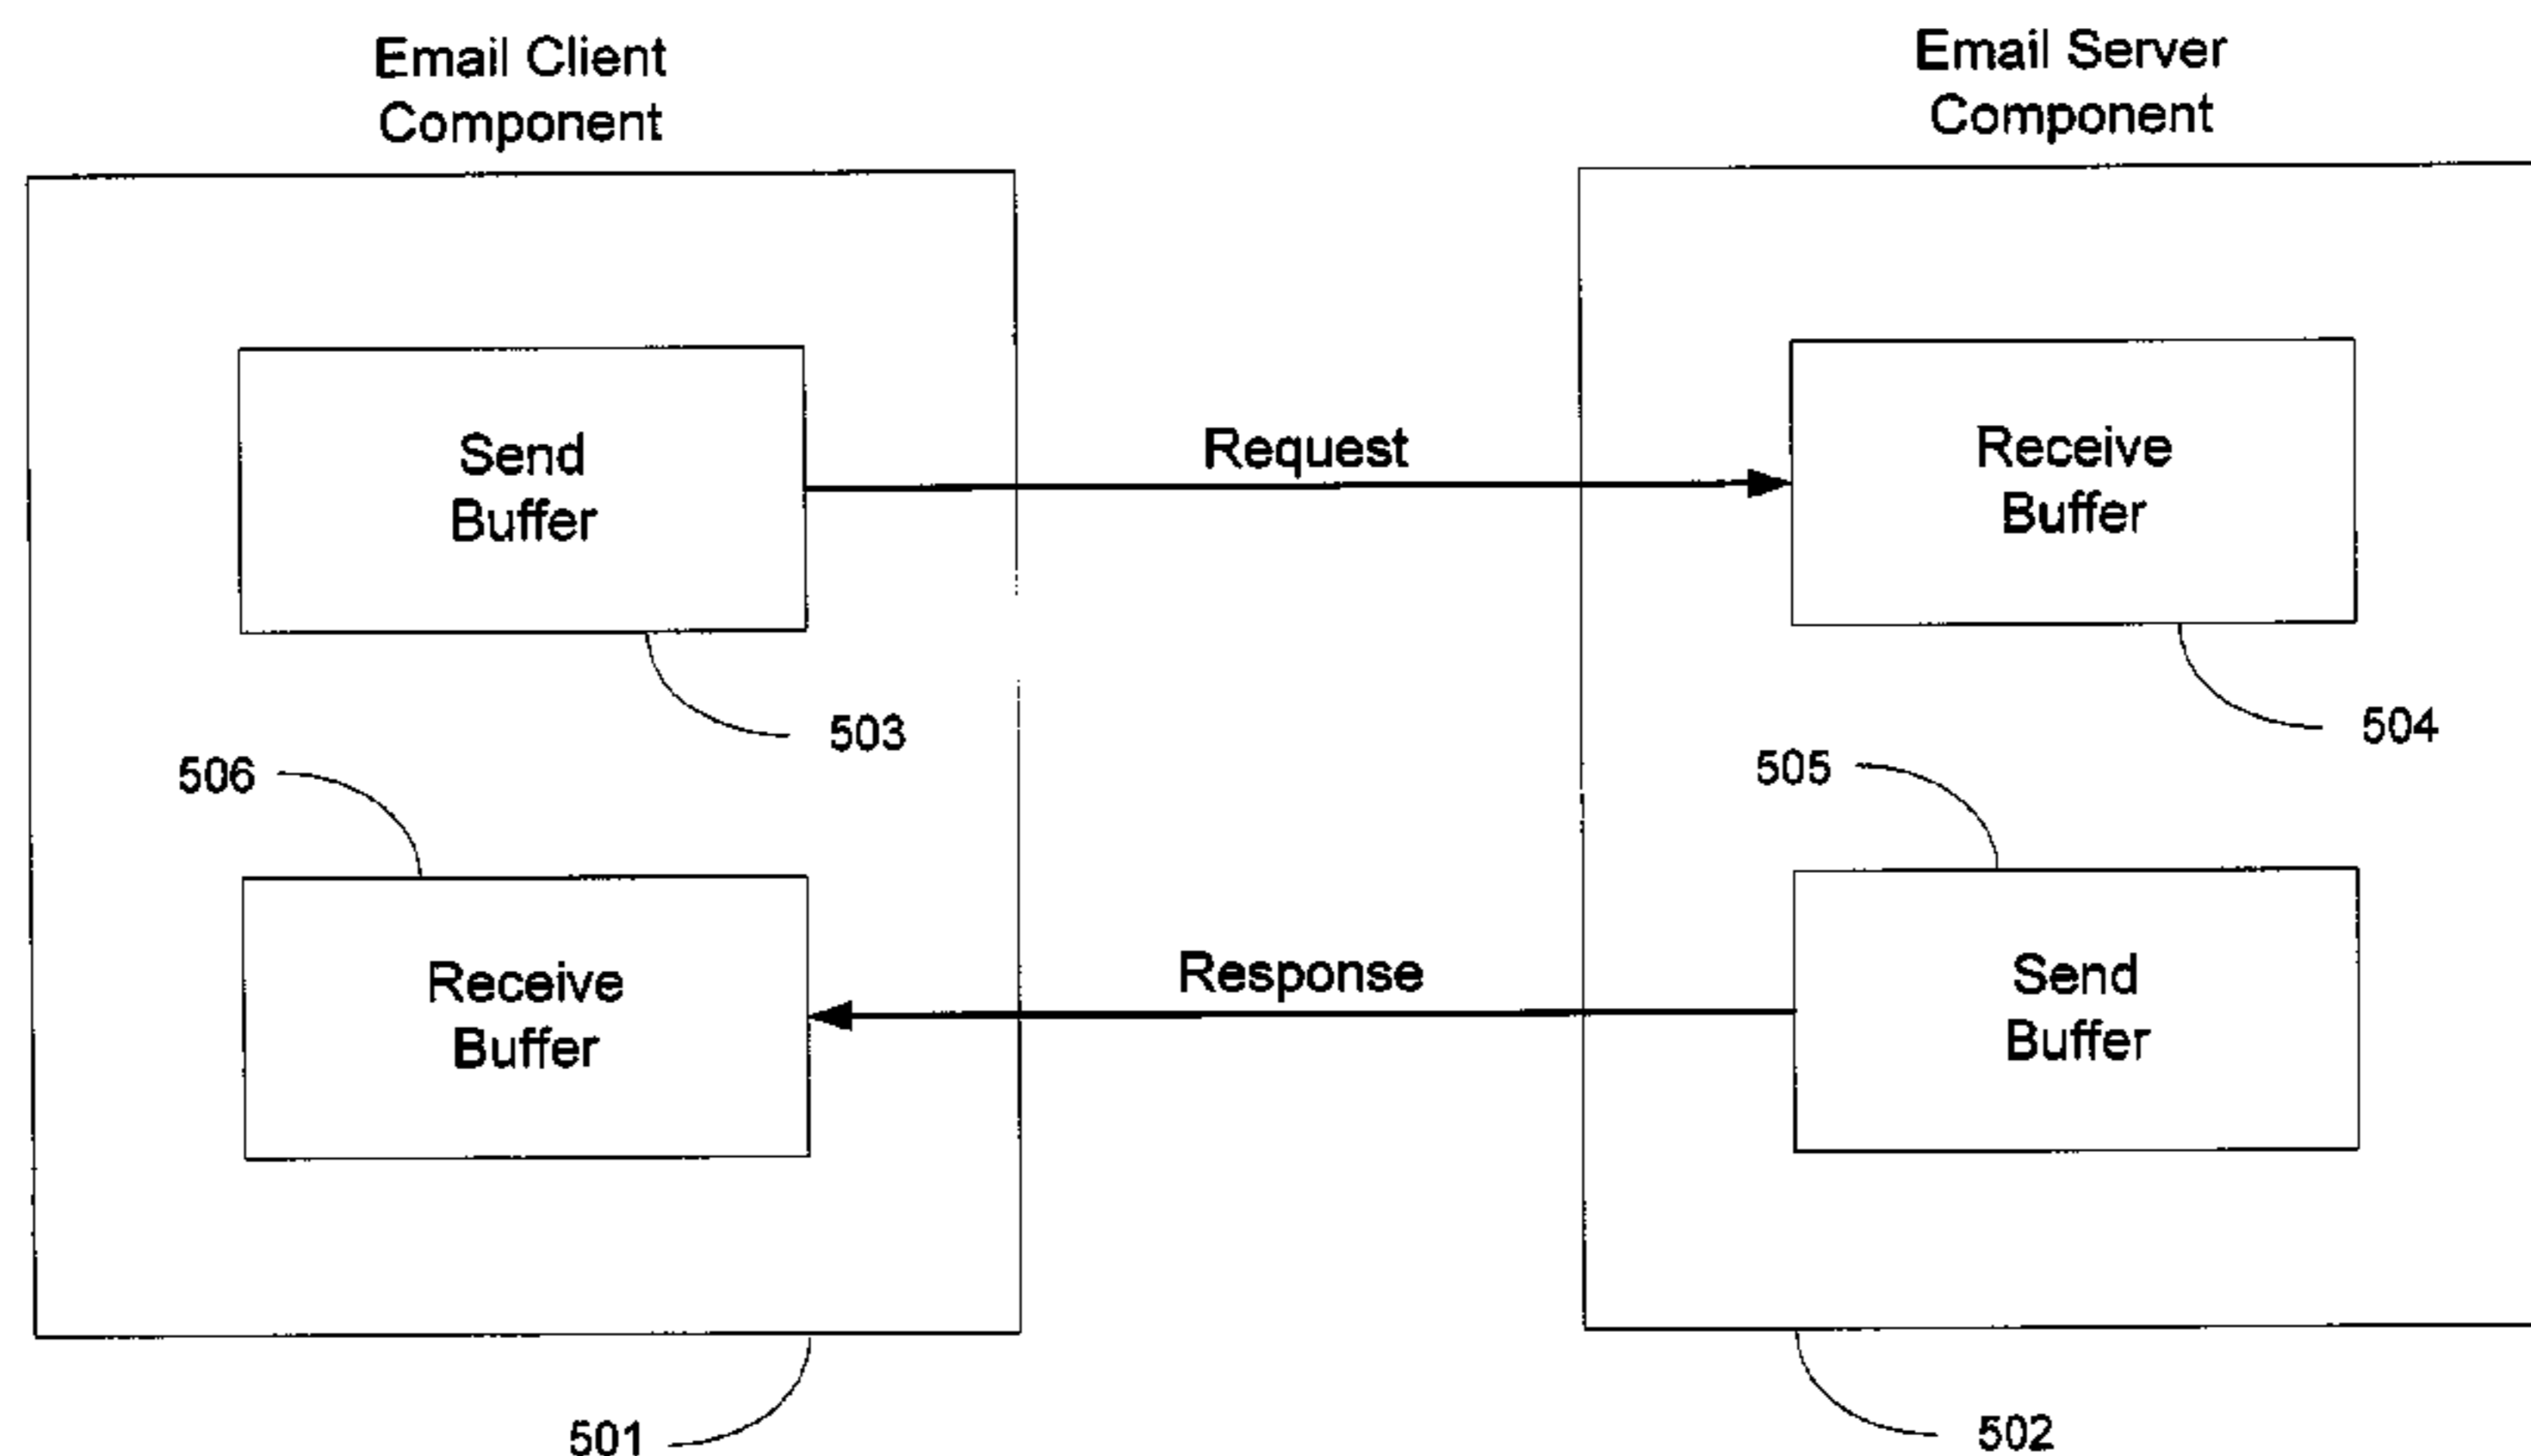 Email Client
Component
Email Server
Component
Send
Buffer
Request
Receive
Buffer
503
504
506
505
Receive
Buffer
Response
Send
Buffer
501
502